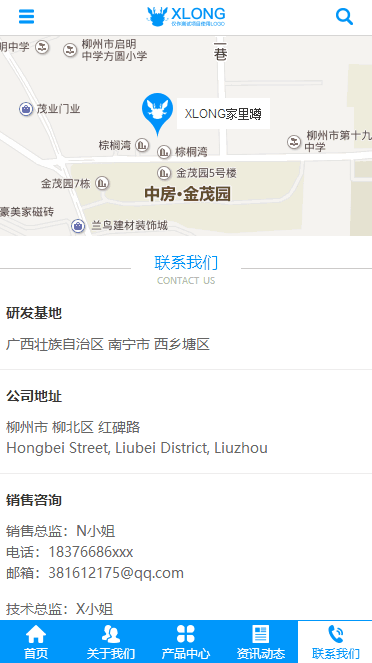 XLONG
仅作测试项目使用LOGO
一巷
明中学
柳州市启明
中学方圆小学
茂业门业
XLONG家里噂
棕榈湾
棕榈湾
柳州市第十九
中学
金茂园5号楼
金茂园7栋
中房·金茂园
豪美家磁砖
兰鸟建材装饰城
联系我们
CONTACT US
研发基地
广西壮族自治区 南宁市 西乡塘区
公司地址
柳州市 柳北区 红碑路
Hongbei Street, Liubei District, Liuzhou
销售咨询
销售总监：N小姐
电话：18376686xxx
邮箱：381612175@qq.com
技术总监：X小姐
首页
关于我们
产品中心
资讯动态
联系我们